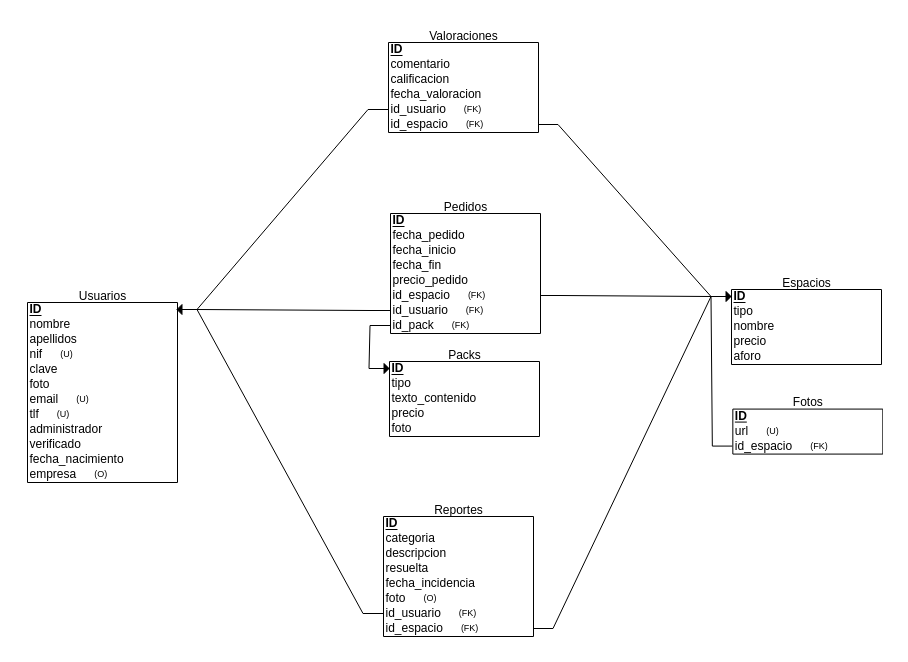 Valoraciones
ID
comentario
calificacion
fecha_valoracion
id_usuario (FK)
id_espacio (FK)
Pedidos
ID
fecha_pedido
fecha_inicio
fecha_fin
precio_pedido
id_espacio (FK)
id_usuario (FK)
id_pack (FK)
Usuarios
ID
nombre
apellidos
nif (U)
clave
foto
email (U)
tlf (U)
administrador
verificado
fecha_nacimiento
empresa (O)
Espacios
ID
tipo
nombre
precio
aforo
Packs
ID
tipo
texto_contenido
precio
foto
Fotos
ID
url (U)
id_espacio (FK)
Reportes
ID
categoria
descripcion
resuelta
fecha_incidencia
foto (O)
id_usuario (FK)
id_espacio (FK)